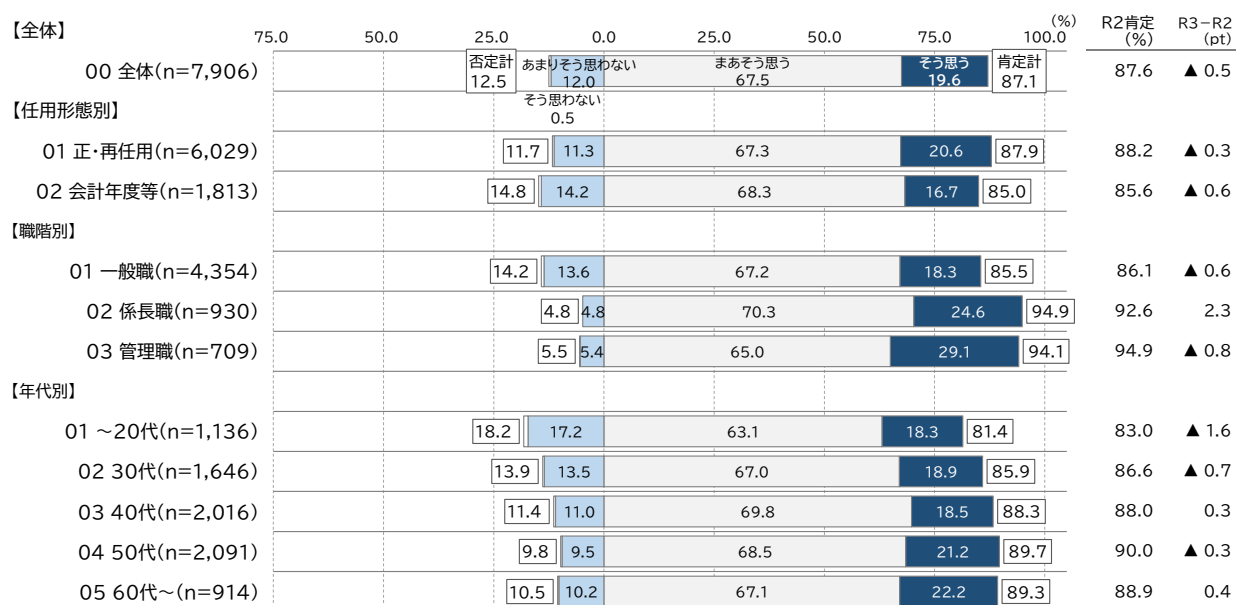 【全体】
(%)
75.0 50.0 25.0 0.0 25.0 50.0 75.0 100.0
R2肯定(%) R3－R2(pt)
00 全体(n=7,906) 否定計 12.5 あまりそう思わない 12.0 まあそう思う 67.5 そう思う 19.6 肯定計 87.1 87.6 ▲ 0.5
そう思わない
0.5
【任用形態別】
01 正・再任用(n=6,029) 11.7 11.3 67.3 20.6 87.9 88.2 ▲ 0.3
02 会計年度等(n=1,813) 14.8 14.2 68.3 16.7 85.0 85.6 ▲ 0.6
【職階別】
01 一般職(n=4,354) 14.2 13.6 67.2 18.3 85.5 86.1 ▲ 0.6
02 係長職(n=930) 4.8 4.8 70.3 24.6 94.9 92.6 2.3
03 管理職(n=709) 5.5 5.4 65.0 29.1 94.1 94.9 ▲ 0.8
【年代別】
01 ～20代(n=1,136) 18.2 17.2 63.1 18.3 81.4 83.0 ▲ 1.6
02 30代(n=1,646) 13.9 13.5 67.0 18.9 85.9 86.6 ▲ 0.7
03 40代(n=2,016) 11.4 11.0 69.8 18.5 88.3 88.0 0.3
04 50代(n=2,091) 9.8 9.5 68.5 21.2 89.7 90.0 ▲ 0.3
05 60代～(n=914) 10.5 10.2 67.1 22.2 89.3 88.9 0.4